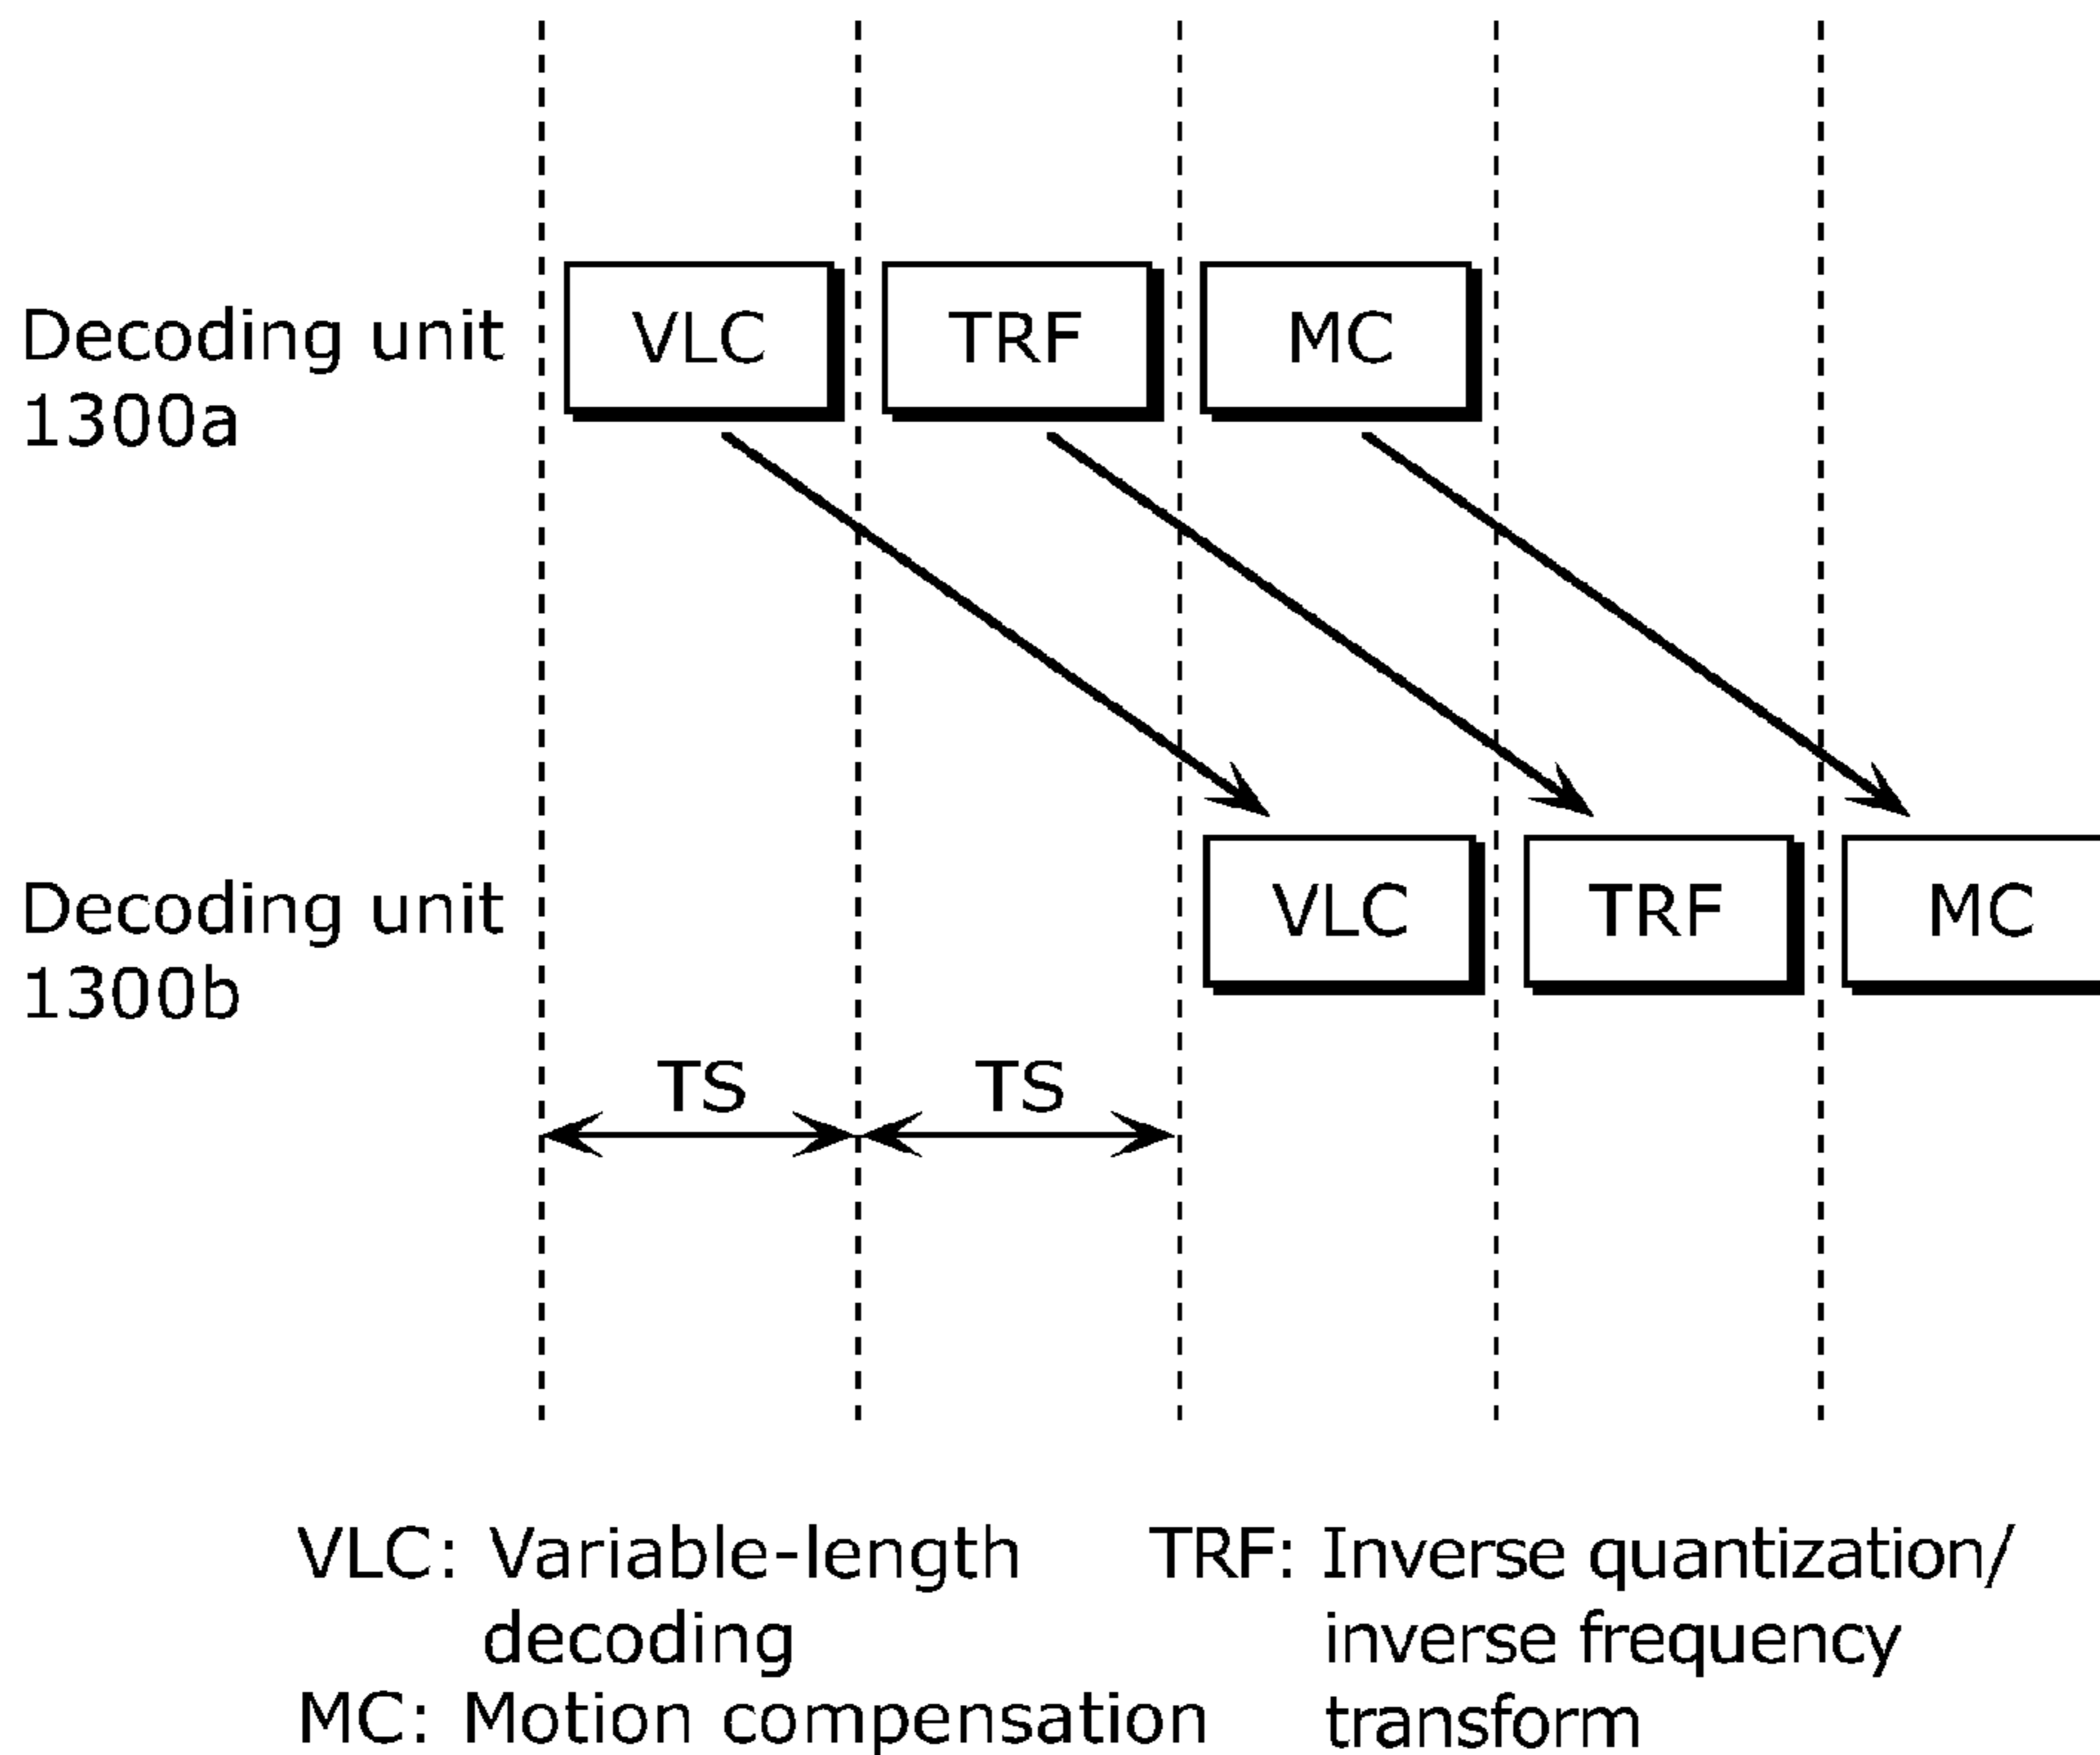 Decoding unit
1300a
VLC
TRF
MC
Decoding unit
1300b
VLC
TRF
MC
TS
TS
VLC: Variable-length
decoding
MC: Motion compensation
TRF: Inverse quantization/
inverse frequency
transform